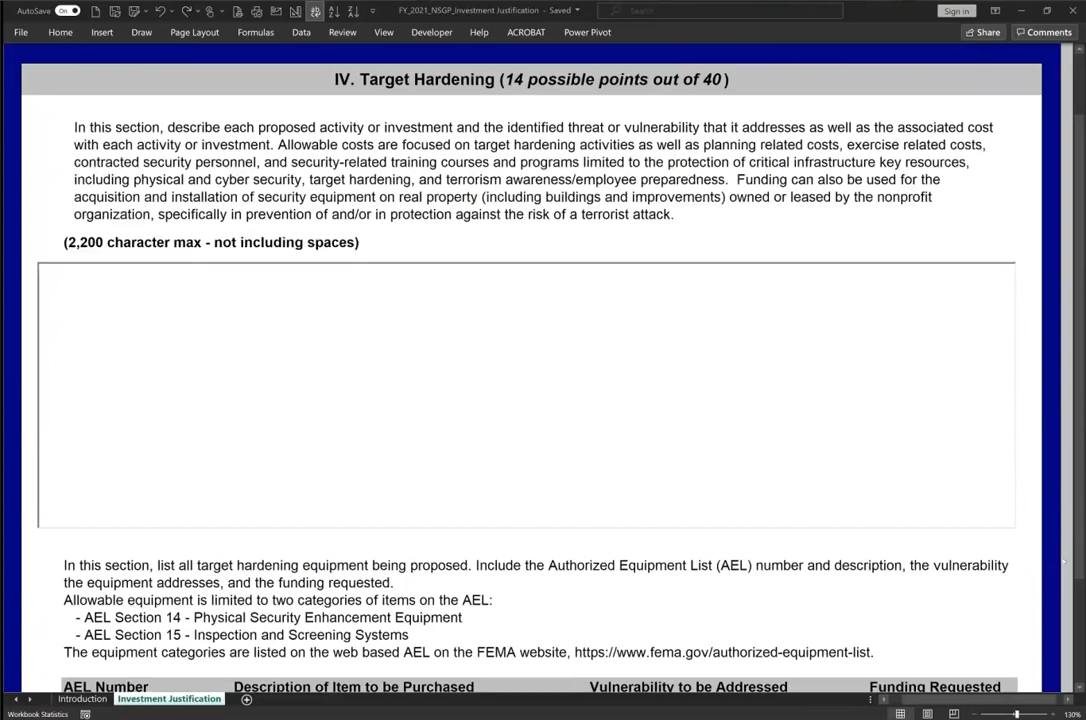 AutoSave On FY_2021_NSGP_Investment Justification - Saved Search Sign in
File Home Insert Draw Page Layout Formulas Data Review View Developer Help ACROBAT Power Pivot Share Comments
IV. Target Hardening (14 possible points out of 40 )
In this section, describe each proposed activity or investment and the identified threat or vulnerability that it addresses as well as the associated cost
with each activity or investment. Allowable costs are focused on target hardening activities as well as planning related costs, exercise related costs,
contracted security personnel, and security-related training courses and programs limited to the protection of critical infrastructure key resources,
including physical and cyber security, target hardening, and terrorism awareness/employee preparedness. Funding can also be used for the
acquisition and installation of security equipment on real property (including buildings and improvements) owned or leased by the nonprofit
organization, specifically in prevention of and/or in protection against the risk of a terrorist attack.
(2,200 character max - not including spaces)
In this section, list all target hardening equipment being proposed. Include the Authorized Equipment List (AEL) number and description, the vulnerability
the equipment addresses, and the funding requested.
Allowable equipment is limited to two categories of items on the AEL:
- AEL Section 14 - Physical Security Enhancement Equipment
- AEL Section 15 - Inspection and Screening Systems
The equipment categories are listed on the web based AEL on the FEMA website, https://www.fema.gov/authorized-equipment-list.
AEL Number Description of Item to be Purchased Vulnerability to be Addressed Funding Requested
Introduction Investment Justification
Workbook Statistics 130%